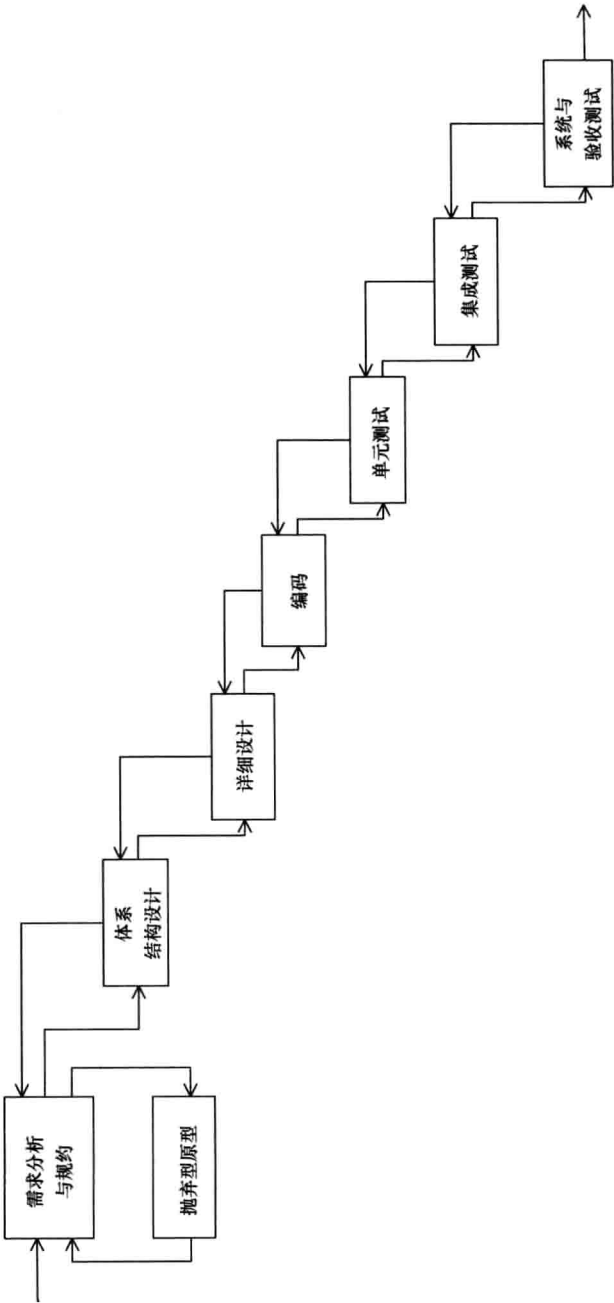 需求分析
与规约
抛弃型原型
体系
结构设计
详细设计
编码
单元测试
集成测试
系统与
验收测试